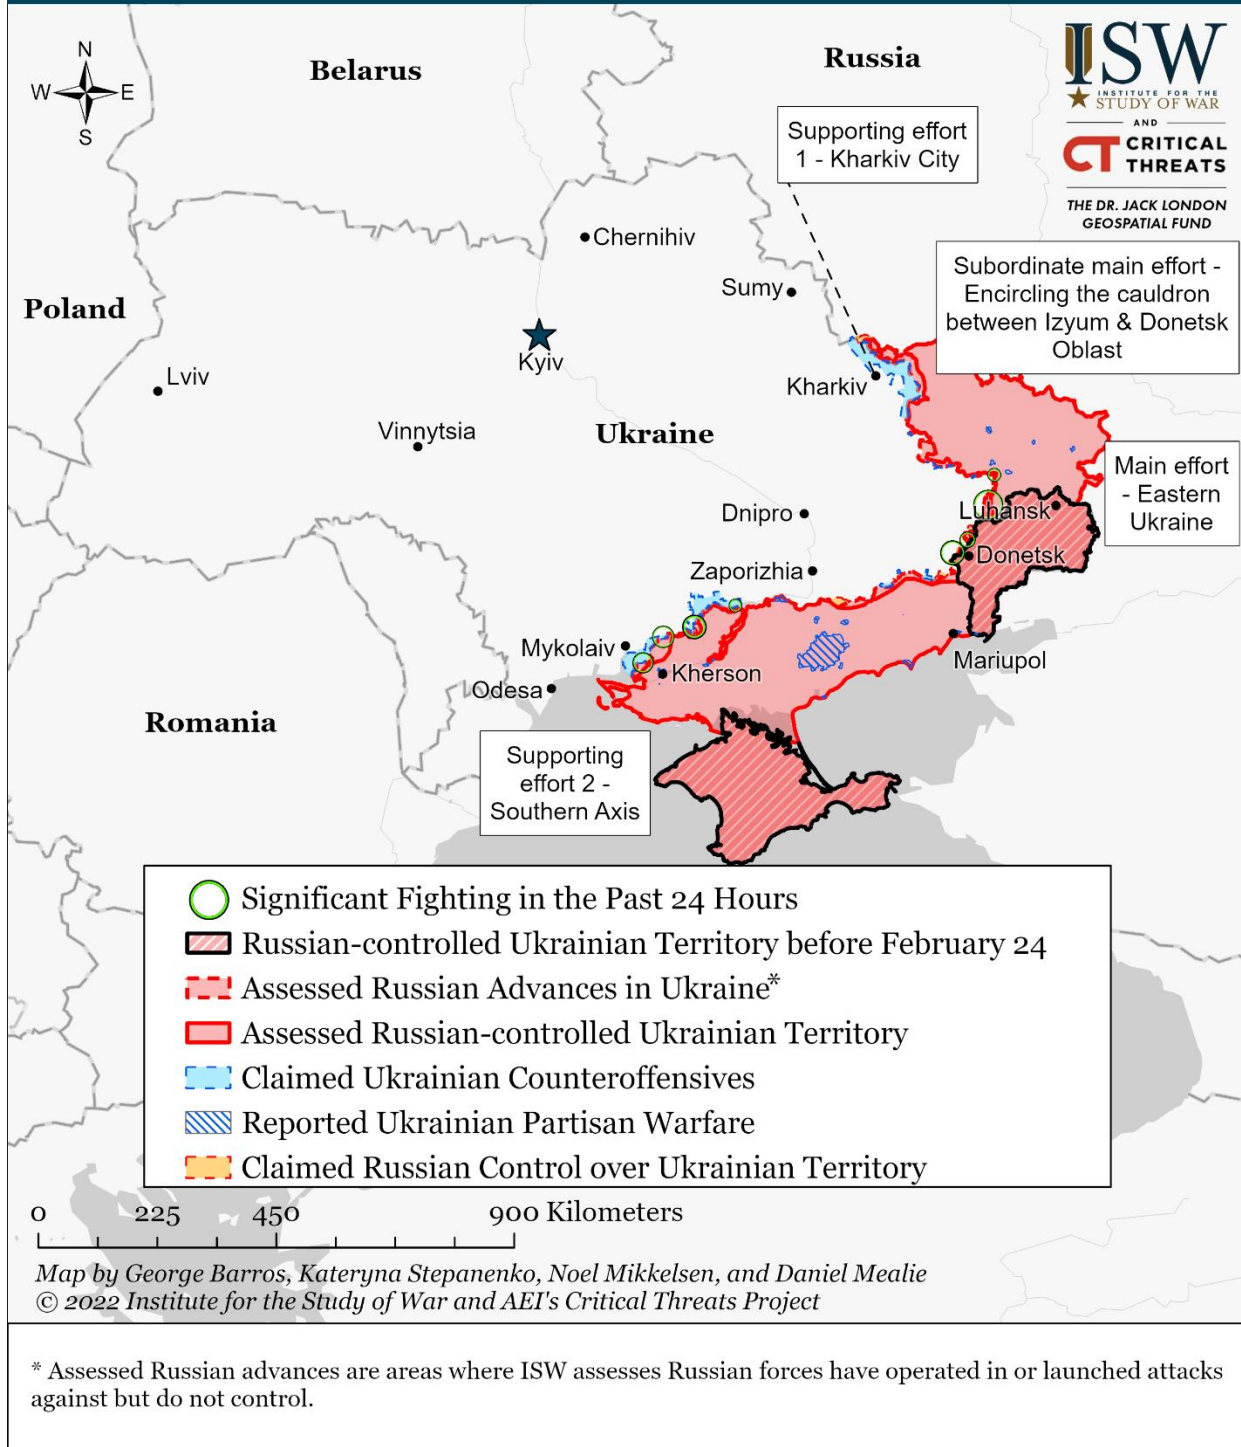 N
W
E
S
Belarus
Russia
ISW
INSTITUTE FOR THE
STUDY OF WAR
AND
CT CRITICAL
THREATS
THE DR. JACK LONDON
GEOSPATIAL FUND
Supporting effort
1 - Kharkiv City
Chernihiv
Subordinate main effort -
Encircling the cauldron
between Izyum & Donetsk
Oblast
Sumy
Poland
Kyiv
Lviv
Kharkiv
Vinnytsia
Ukraine
Main effort
- Eastern
Ukraine
Dnipro
Luhansk
Donetsk
Zaporizhia
Mykolaiv
Mariupol
Kherson
Odesa
Romania
Supporting
effort 2 -
Southern Axis
Significant Fighting in the Past 24 Hours
Russian-controlled Ukrainian Territory before February 24
Assessed Russian Advances in Ukraine*
Assessed Russian-controlled Ukrainian Territory
Claimed Ukrainian Counteroffensives
Reported Ukrainian Partisan Warfare
Claimed Russian Control over Ukrainian Territory
0 225 450 900 Kilometers
Map by George Barros, Kateryna Stepanenko, Noel Mikkelsen, and Daniel Mealie
© 2022 Institute for the Study of War and AEI's Critical Threats Project
* Assessed Russian advances are areas where ISW assesses Russian forces have operated in or launched attacks
against but do not control.